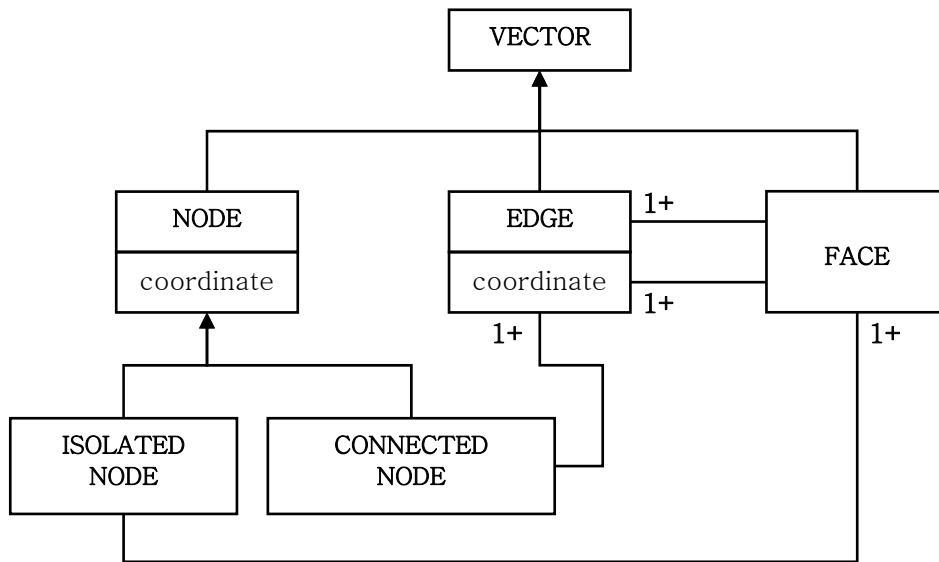 VECTOR
NODE
coordinate
EDGE
coordinate
1+
1+
FACE
1+
1+
ISOLATED
NODE
CONNECTED
NODE